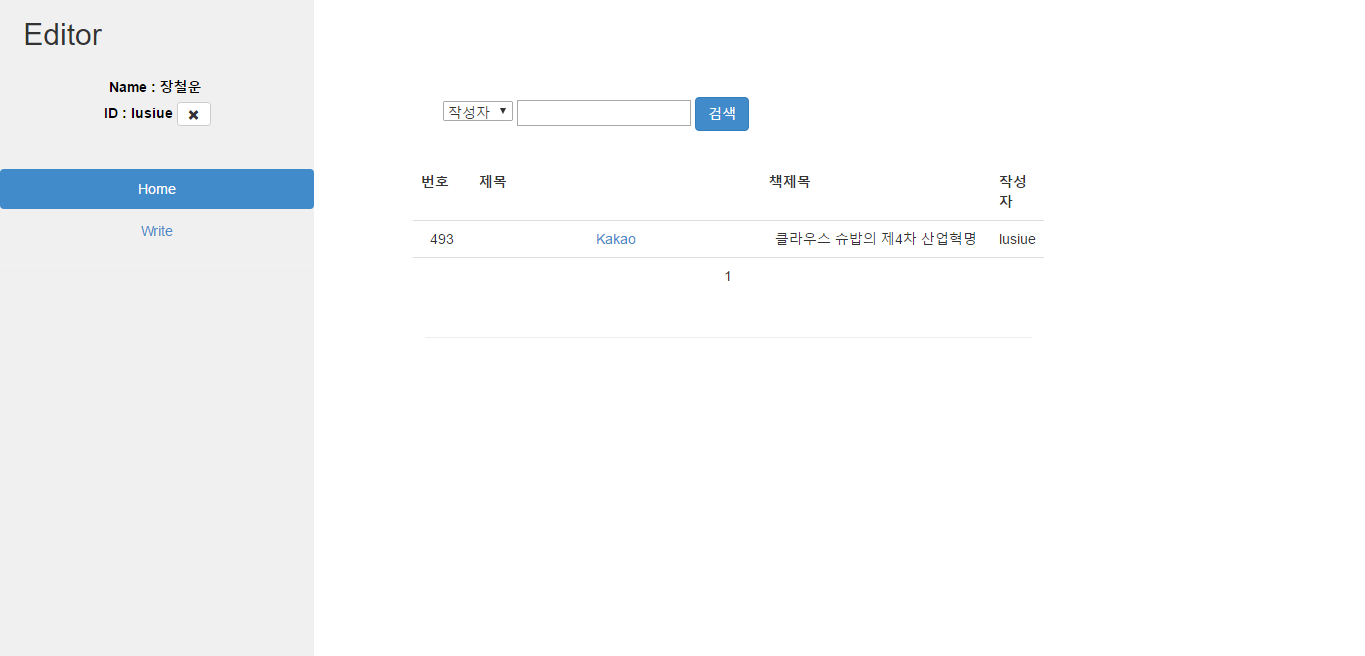 Editor
Name : 장철운
ID : lusiue ✖
Home
Write
작성자 ▼ 검색
번호 제목 책제목 작성
자
493 Kakao 클라우스 슈밥의 제4차 산업혁명 lusiue
1